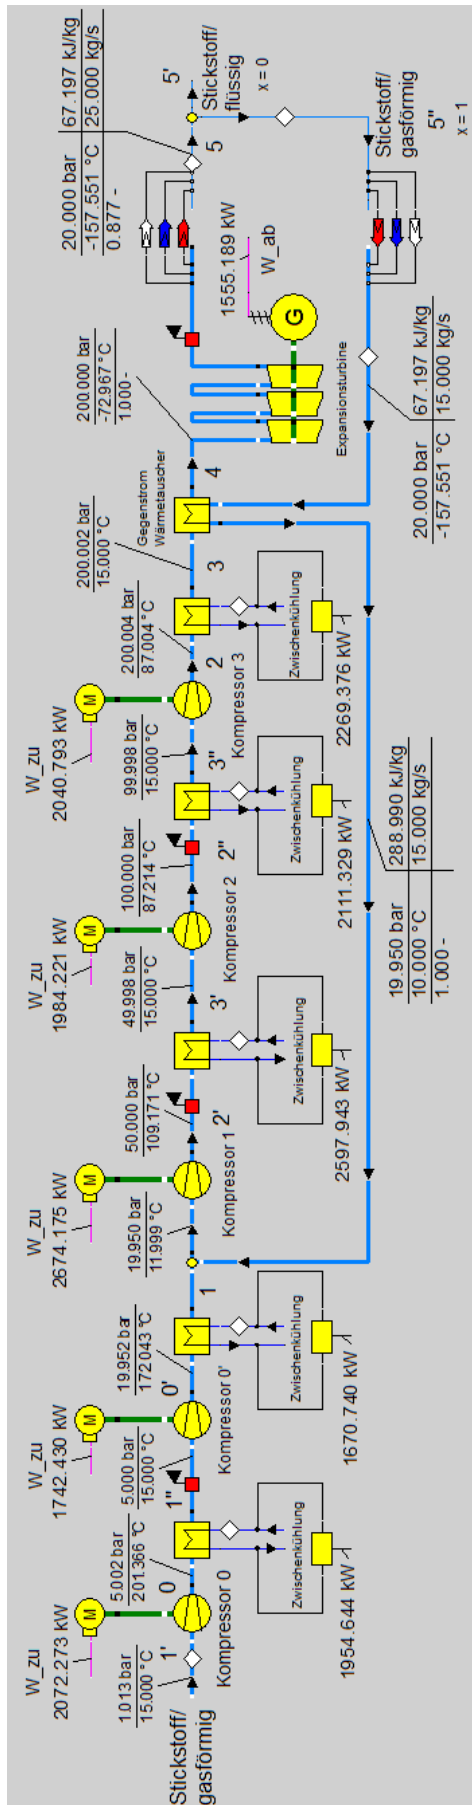 Stickstoff/
gasförmig
1'
1.013 bar
15.000 °C
W_zu
2072.273 kW
M
Kompressor 0
0
5.002 bar
201.366 °C
Zwischenkühlung
1954.644 kW
1''
5.000 bar
15.000 °C
W_zu
1742.430 kW
M
Kompressor 0'
0'
19.952 bar
172.043 °C
Zwischenkühlung
1670.740 kW
1
19.950 bar
11.999 °C
W_zu
2674.175 kW
M
Kompressor 1
2'
50.000 bar
109.171 °C
Zwischenkühlung
2597.943 kW
3'
49.998 bar
15.000 °C
W_zu
1984.221 kW
M
Kompressor 2
2''
100.000 bar
87.214 °C
Zwischenkühlung
2111.329 kW
3''
99.998 bar
15.000 °C
W_zu
2040.793 kW
M
Kompressor 3
2
200.004 bar
87.004 °C
Zwischenkühlung
2269.376 kW
3
200.002 bar
15.000 °C
Gegenstrom
Wärmetauscher
4
200.000 bar
-72.967 °C
1.000 -
Expansionsturbine
G
1555.189 kW
W_ab
20.000 bar
67.197 kJ/kg
-157.551 °C
25.000 kg/s
0.877 -
5
5'
Stickstoff/
flüssig
x = 0
Stickstoff/
gasförmig
5''
x = 1
20.000 bar
67.197 kJ/kg
-157.551 °C
15.000 kg/s
19.950 bar
288.990 kJ/kg
10.000 °C
15.000 kg/s
1.000 -